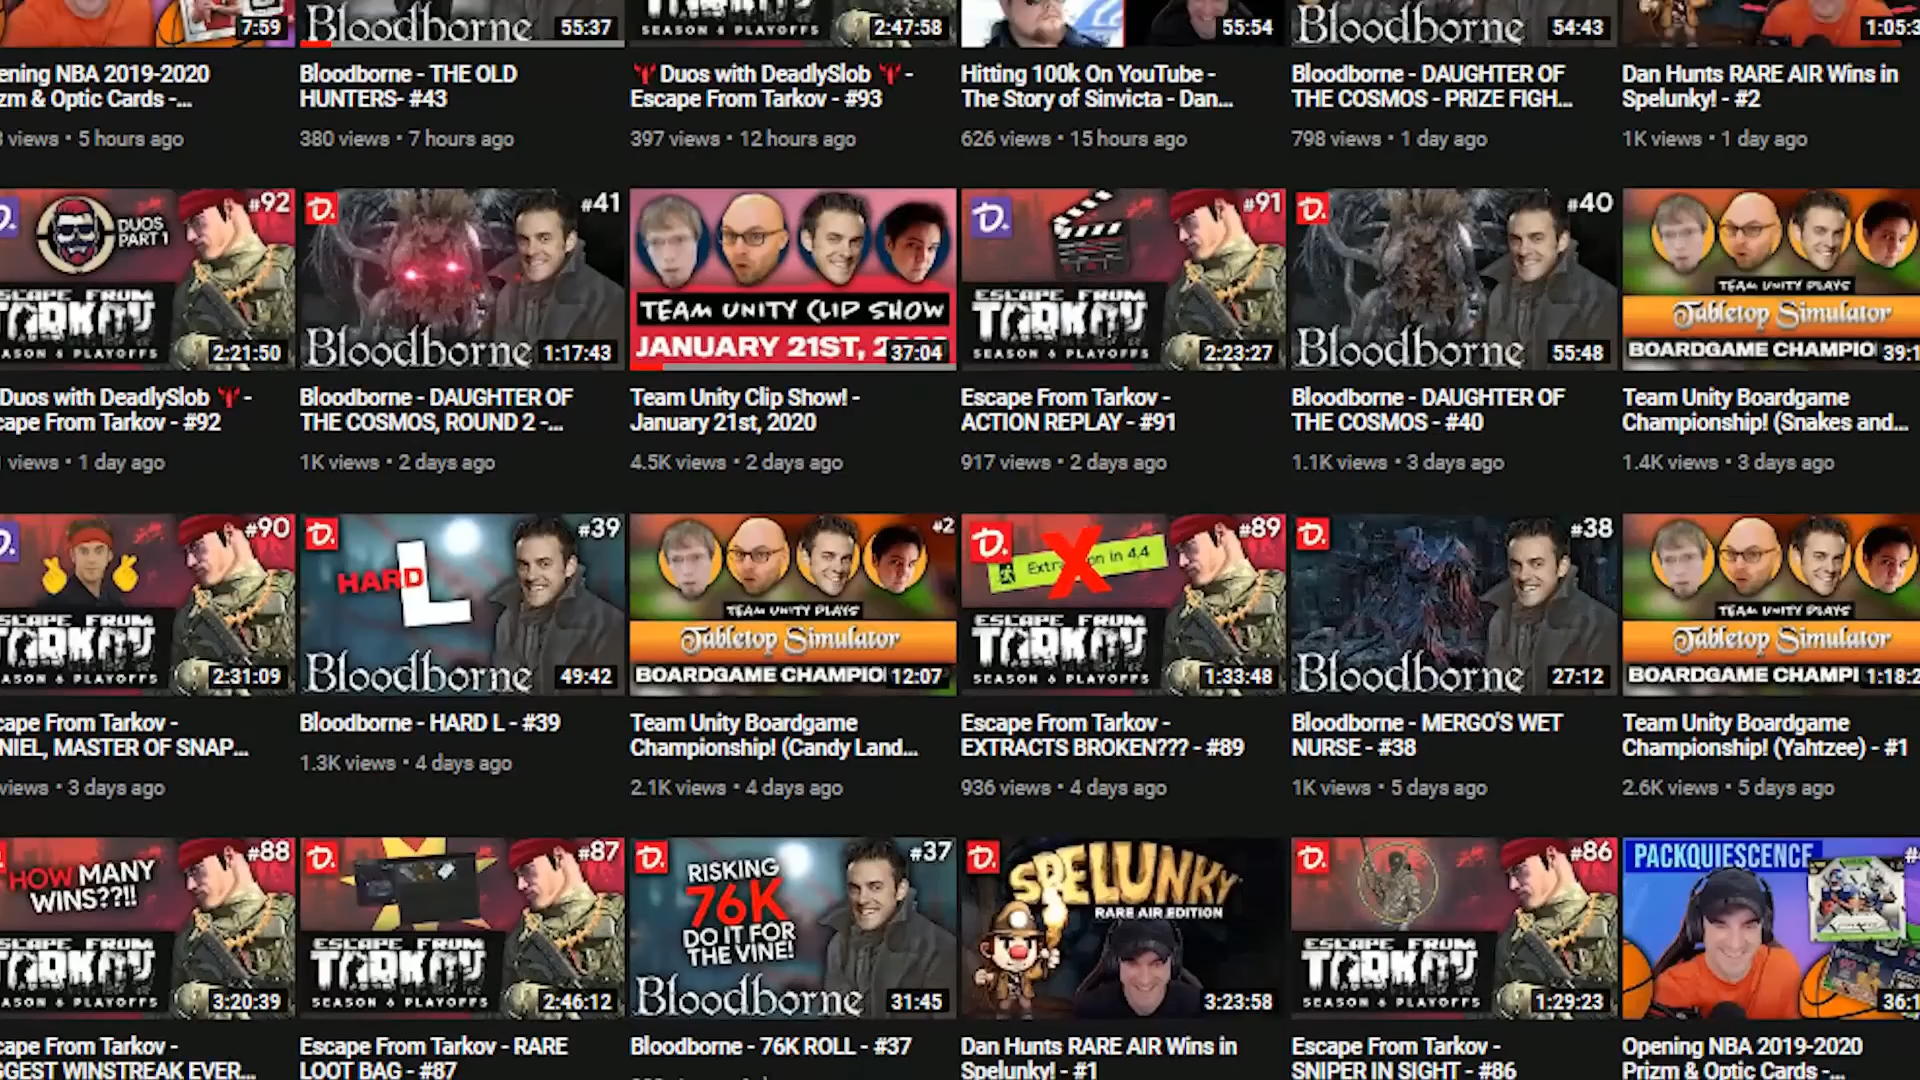 7:59
Bloodborne
55:37
SEASON 6 PLAYOFFS
2:47:58
55:54
Bloodborne
54:43
1:05:3
ening NBA 2019-2020
zm & Optic Cards -...
views • 5 hours ago
Bloodborne - THE OLD
HUNTERS- #43
380 views • 7 hours ago
Duos with DeadlySlob -
Escape From Tarkov - #93
397 views • 12 hours ago
Hitting 100k On YouTube -
The Story of Sinvicta - Dan...
626 views • 15 hours ago
Bloodborne - DAUGHTER OF
THE COSMOS - PRIZE FIGH...
798 views • 1 day ago
Dan Hunts RARE AIR Wins in
Spelunky! - #2
1K views • 1 day ago
D.
#92
DUOS
PART 1
ESCAPE FROM
TARKOV
ASON 6 PLAYOFFS
2:21:50
D.
#41
Bloodborne
1:17:43
TEAM UNITY CLIP SHOW
JANUARY 21ST, 2
37:04
D.
#91
ESCAPE FROM
TARKOV
SEASON 6 PLAYOFFS
2:23:27
D.
#40
Bloodborne
55:48
TEAM UNITY PLAYS
Tabletop Simulator
BOARDGAME CHAMPIO
39:1
Duos with DeadlySlob -
cape From Tarkov - #92
views • 1 day ago
Bloodborne - DAUGHTER OF
THE COSMOS, ROUND 2 -...
1K views • 2 days ago
Team Unity Clip Show! -
January 21st, 2020
4.5K views • 2 days ago
Escape From Tarkov -
ACTION REPLAY - #91
917 views • 2 days ago
Bloodborne - DAUGHTER OF
THE COSMOS - #40
1.1K views • 3 days ago
Team Unity Boardgame
Championship! (Snakes and...
1.4K views • 3 days ago
D.
#90
SCAPE FROM
TARKOV
ASON 6 PLAYOFFS
2:31:09
D.
#39
HARD
L
Bloodborne
49:42
#2
TEAM UNITY PLAYS
Tabletop Simulator
BOARDGAME CHAMPIO
12:07
D.
#89
Extr on in 4.4
X
ESCAPE FROM
TARKOV
SEASON 6 PLAYOFFS
1:33:48
D.
#38
Bloodborne
27:12
TEAM UNITY PLAYS
Tabletop Simulator
BOARDGAME CHAMPI
1:18:2
cape From Tarkov -
NIEL, MASTER OF SNAP...
views • 3 days ago
Bloodborne - HARD L - #39
1.3K views • 4 days ago
Team Unity Boardgame
Championship! (Candy Land...
2.1K views • 4 days ago
Escape From Tarkov -
EXTRACTS BROKEN??? - #89
936 views • 4 days ago
Bloodborne - MERGO'S WET
NURSE - #38
1K views • 5 days ago
Team Unity Boardgame
Championship! (Yahtzee) - #1
2.6K views • 5 days ago
#88
HOW MANY
WINS??!!
SCAPE FROM
TARKOV
ASON 6 PLAYOFFS
3:20:39
D.
#87
ESCAPE FROM
TARKOV
SEASON 6 PLAYOFFS
2:46:12
D.
#37
RISKING
76K
DO IT FOR
THE VINE!
Bloodborne
31:45
D.
SPELUNKY
RARE AIR EDITION
3:23:58
D.
#86
ESCAPE FROM
TARKOV
SEASON 6 PLAYOFFS
1:29:23
PACKQUIESCENCE
36:1
cape From Tarkov -
GGEST WINSTREAK EVER...
Escape From Tarkov - RARE
LOOT BAG - #87
Bloodborne - 76K ROLL - #37
Dan Hunts RARE AIR Wins in
Spelunky! - #1
Escape From Tarkov -
SNIPER IN SIGHT - #86
Opening NBA 2019-2020
Prizm & Optic Cards -...